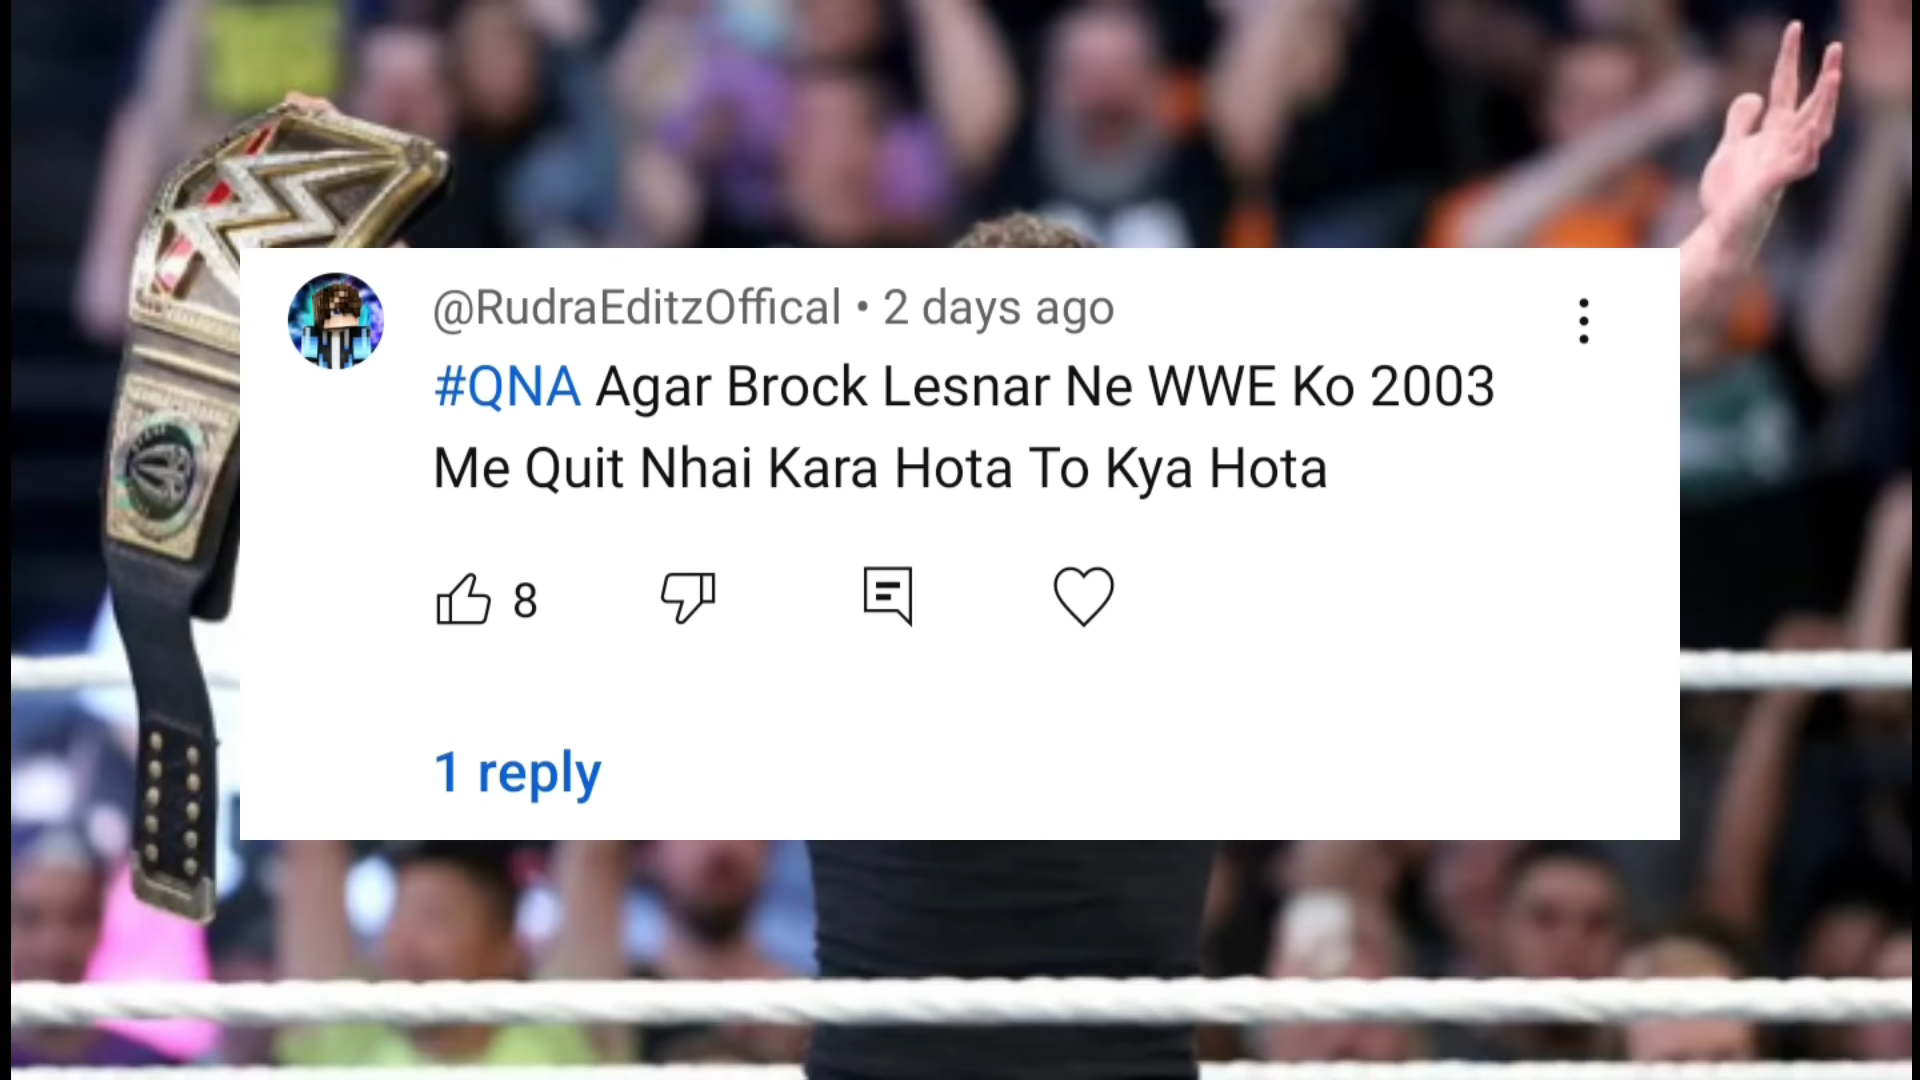 @RudraEditzOffical • 2 days ago
#QNA Agar Brock Lesnar Ne WWE Ko 2003
Me Quit Nhai Kara Hota To Kya Hota
8
1 reply